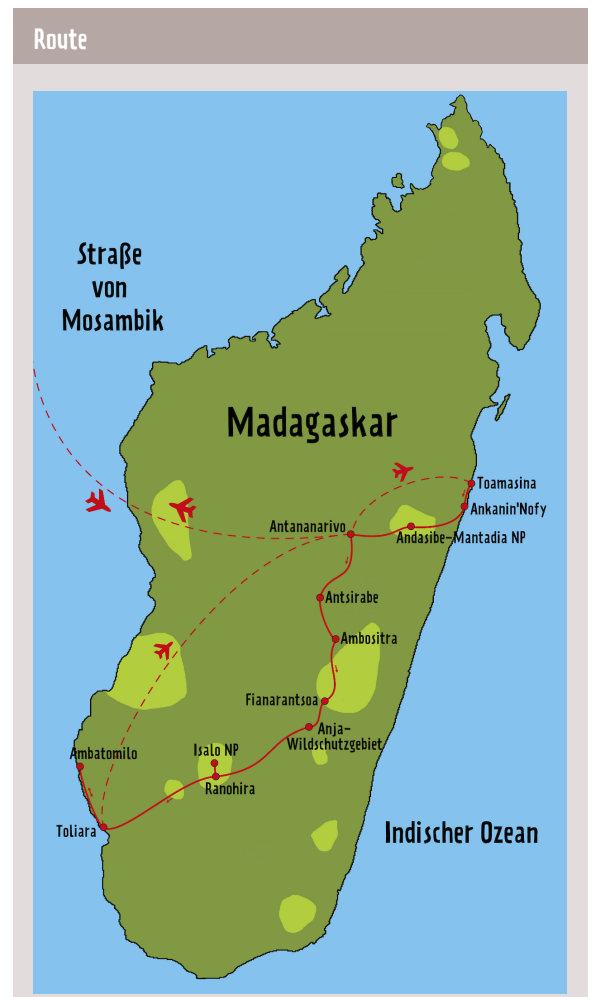 Route
Straße
von
Mosambik
Madagaskar
Toamasina
Ankanin'Nofy
Antananarivo
Andasibe-Mantadia NP
Antsirabe
Ambositra
Fianarantsoa
Anja-
Wildschutzgebiet
Isalo NP
Ambatomilo
Ranohira
Toliara
Indischer Ozean